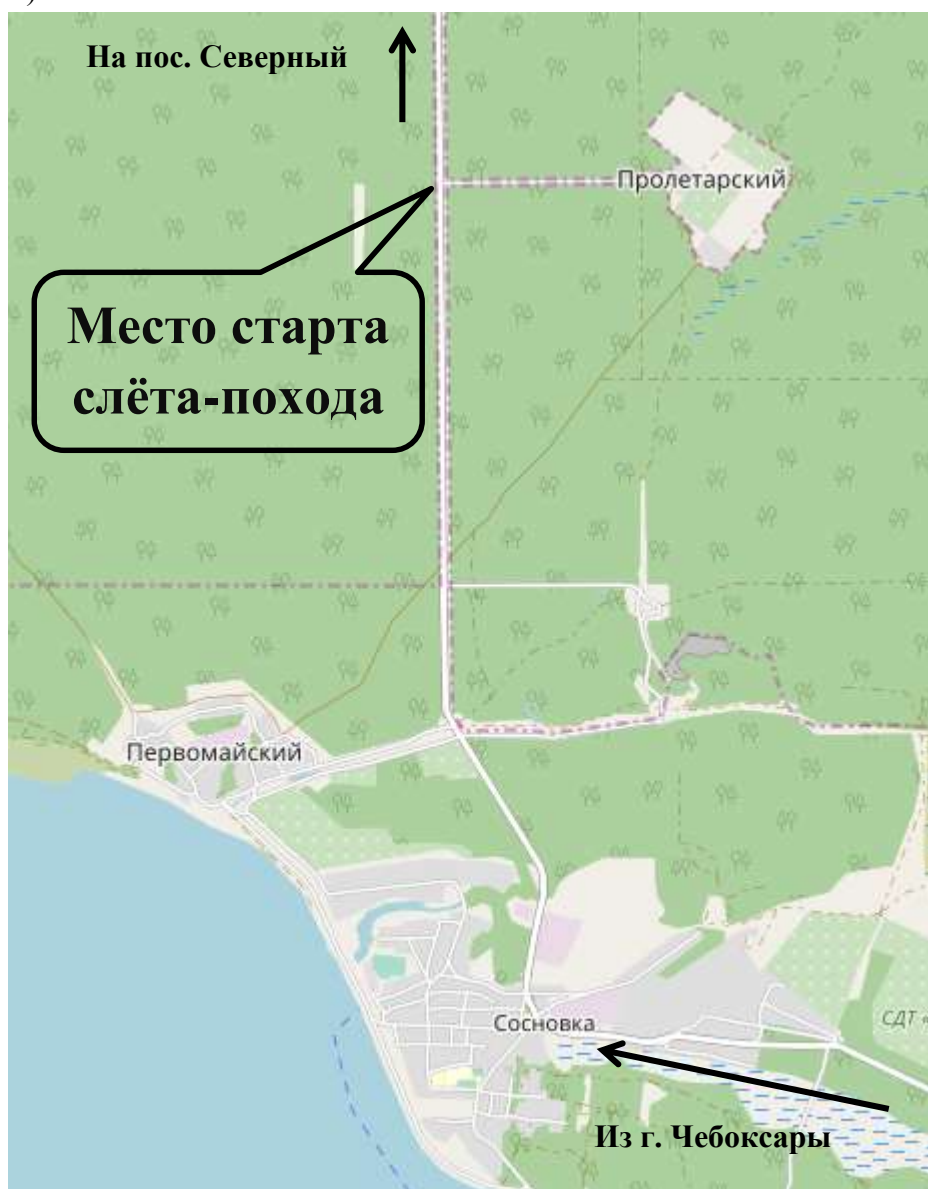 На пос. Северный
Пролетарский
Место старта
слёта-похода
Первомайский
Сосновка
СДТ «
Из г. Чебоксары